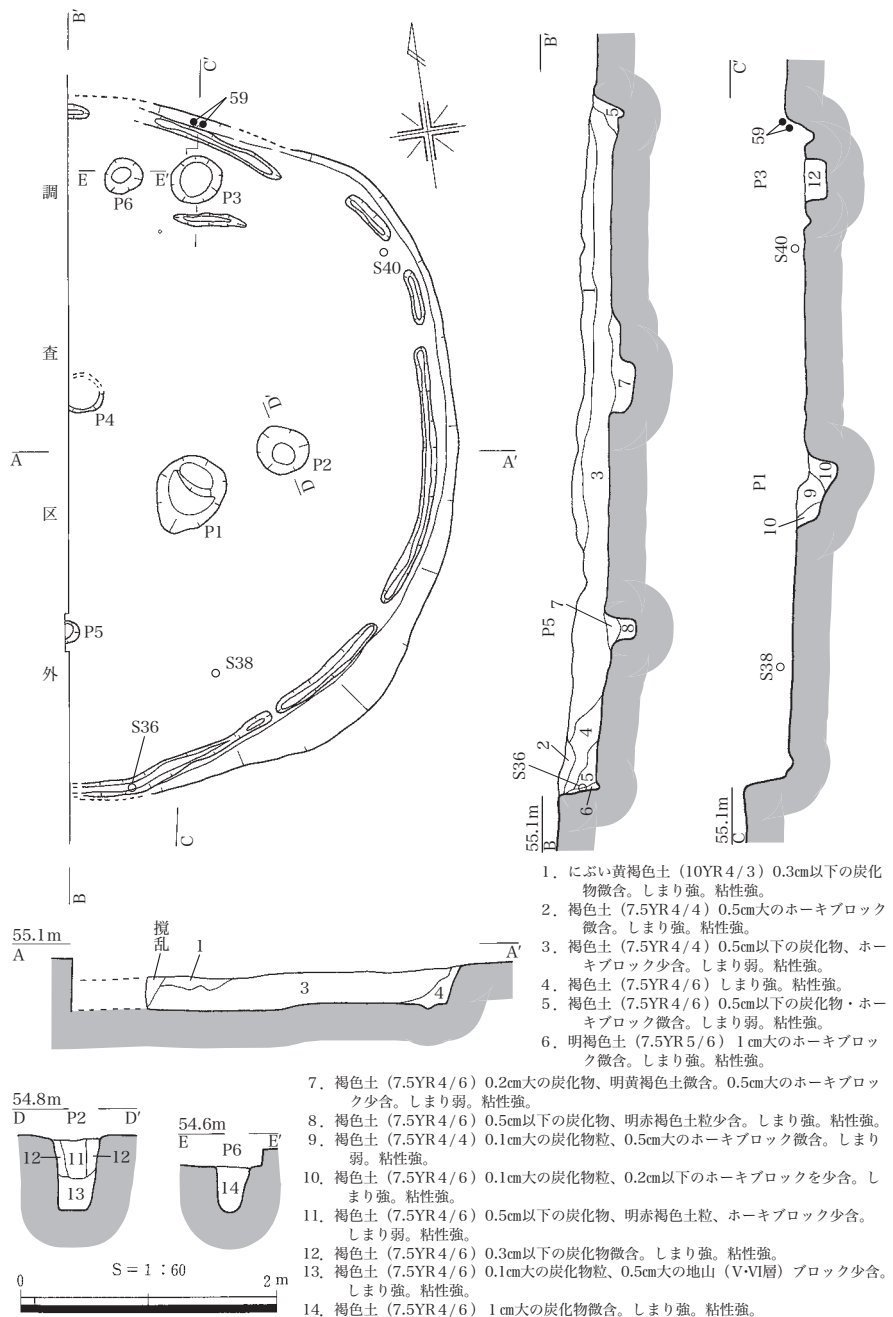 B'
C'
59
調
E
E'
P6
P3
S40
査
P4
A
D'
A'
P2
D
P1
区
P5
S38
外
S36
C
B
B'
5
1
7
3
7
P5
8
4
2
S36
5
6
55.1m
B
C'
59
P3
12
S40
P1
10
9
10
S38
55.1m
C
55.1m
A
撹乱
1
A'
3
4
1．にぶい黄褐色土（10YR４/３）0.3㎝以下の炭化
物微含。しまり強。粘性強。
2．褐色土（7.5YR４/４）0.5㎝大のホーキブロック
微含。しまり強。粘性強。
3．褐色土（7.5YR４/４）0.5㎝以下の炭化物、ホー
キブロック少含。しまり弱。粘性強。
4．褐色土（7.5YR４/６）しまり強。粘性強。
5．褐色土（7.5YR４/６）0.5㎝以下の炭化物・ホー
キブロック微含。しまり弱。粘性強。
6．明褐色土（7.5YR５/６）１㎝大のホーキブロッ
ク微含。しまり強。粘性強。
7．褐色土（7.5YR４/６）0.2㎝大の炭化物、明黄褐色土微含。0.5㎝大のホーキブロッ
ク少含。しまり弱。粘性強。
8．褐色土（7.5YR４/６）0.5㎝以下の炭化物、明赤褐色土粒少含。しまり強。粘性強。
9．褐色土（7.5YR４/４）0.1㎝大の炭化物粒、0.5㎝大のホーキブロック微含。しまり
弱。粘性強。
10．褐色土（7.5YR４/６）0.1㎝大の炭化物粒、0.2㎝以下のホーキブロックを少含。し
まり強。粘性強。
11．褐色土（7.5YR４/６）0.5㎝以下の炭化物、明赤褐色土粒、ホーキブロック少含。
しまり弱。粘性強。
12．褐色土（7.5YR４/６）0.3㎝以下の炭化物微含。しまり強。粘性強。
13．褐色土（7.5YR４/６）0.1㎝大の炭化物粒、0.5㎝大の地山（Ⅴ･Ⅵ層）ブロック少含。
しまり強。粘性強。
14．褐色土（7.5YR４/６）１㎝大の炭化物微含。しまり強。粘性強。
54.8m
D P2 D'
12 11 12
13
54.6m
E P6 E'
14
S＝1：60
0 2 m